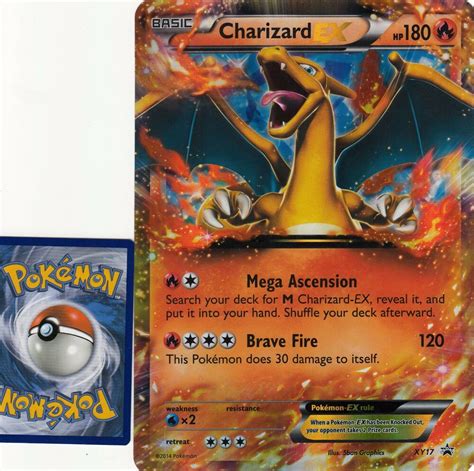 BASIC
Charizard EX
HP180
Mega Ascension
Search your deck for M Charizard-EX, reveal it, and
put it into your hand. Shuffle your deck afterward.
Brave Fire 120
This Pokémon does 30 damage to itself.
weakness resistance
×2
retreat
Pokémon-EX rule
When a Pokémon-EX has been Knocked Out,
your opponent takes 2 Prize cards.
©2014 Pokémon
Illus. 5ban Graphics
XY17
PROMO
POKéMON
POKéMON